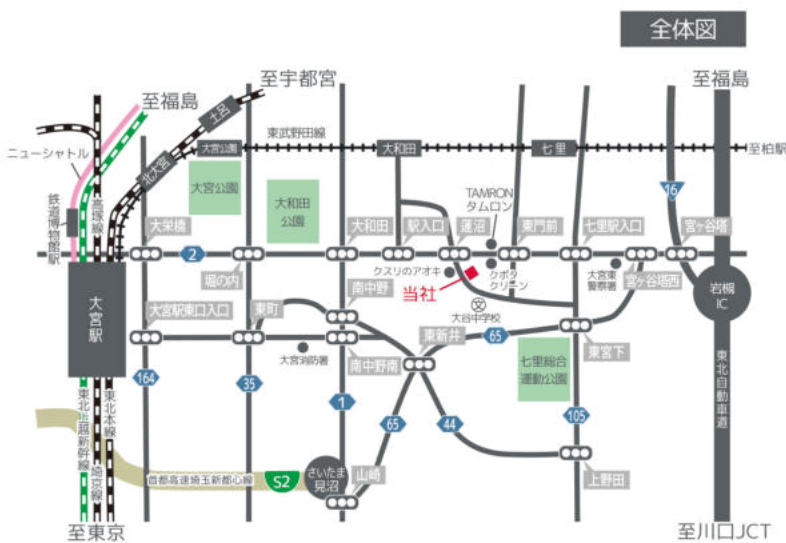 全体図
至宇都宮
至福島
至福島
土呂
ニューシャトル
東武野田線
大宮公園
大和田
七里
至柏駅
北大宮
高塚線
鉄道博物館駅
大宮公園
大和田
公園
TAMRON
タムロン
16
大栄橋
大和田
駅入口
蓮沼
東門前
七里駅入口
宮ヶ谷塔
2
堀の内
クスリのアオキ
クボタ
クリーン
大宮東
警察署
宮ヶ谷塔西
当社
南中野
大谷中学校
文
岩槻
IC
大宮駅
大宮駅東口入口
東町
東新井
65
大宮消防署
南中野南
東宮下
七里総合
運動公園
東北自動車道
164
35
1
65
44
105
東北上越新幹線
埼京線
東北本線
首都高速埼玉新都心線
S2
さいたま
見沼
山崎
上野田
至東京
至川口JCT